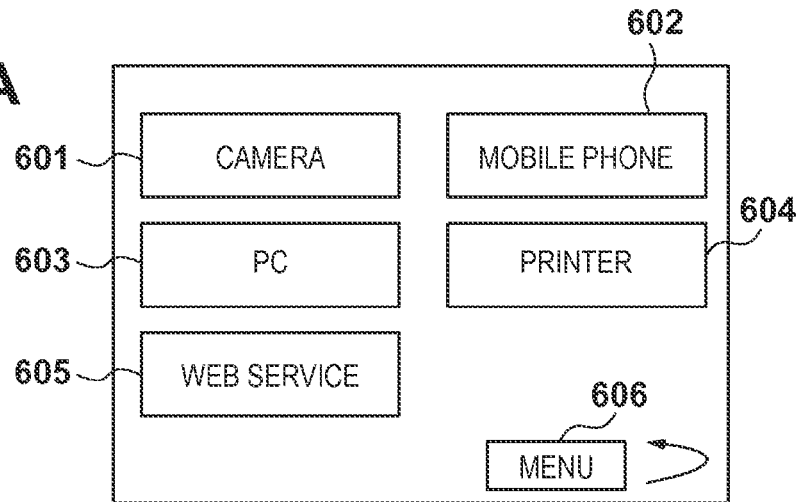 602
A
601 CAMERA MOBILE PHONE
604
603 PC PRINTER
605 WEB SERVICE
606
MENU